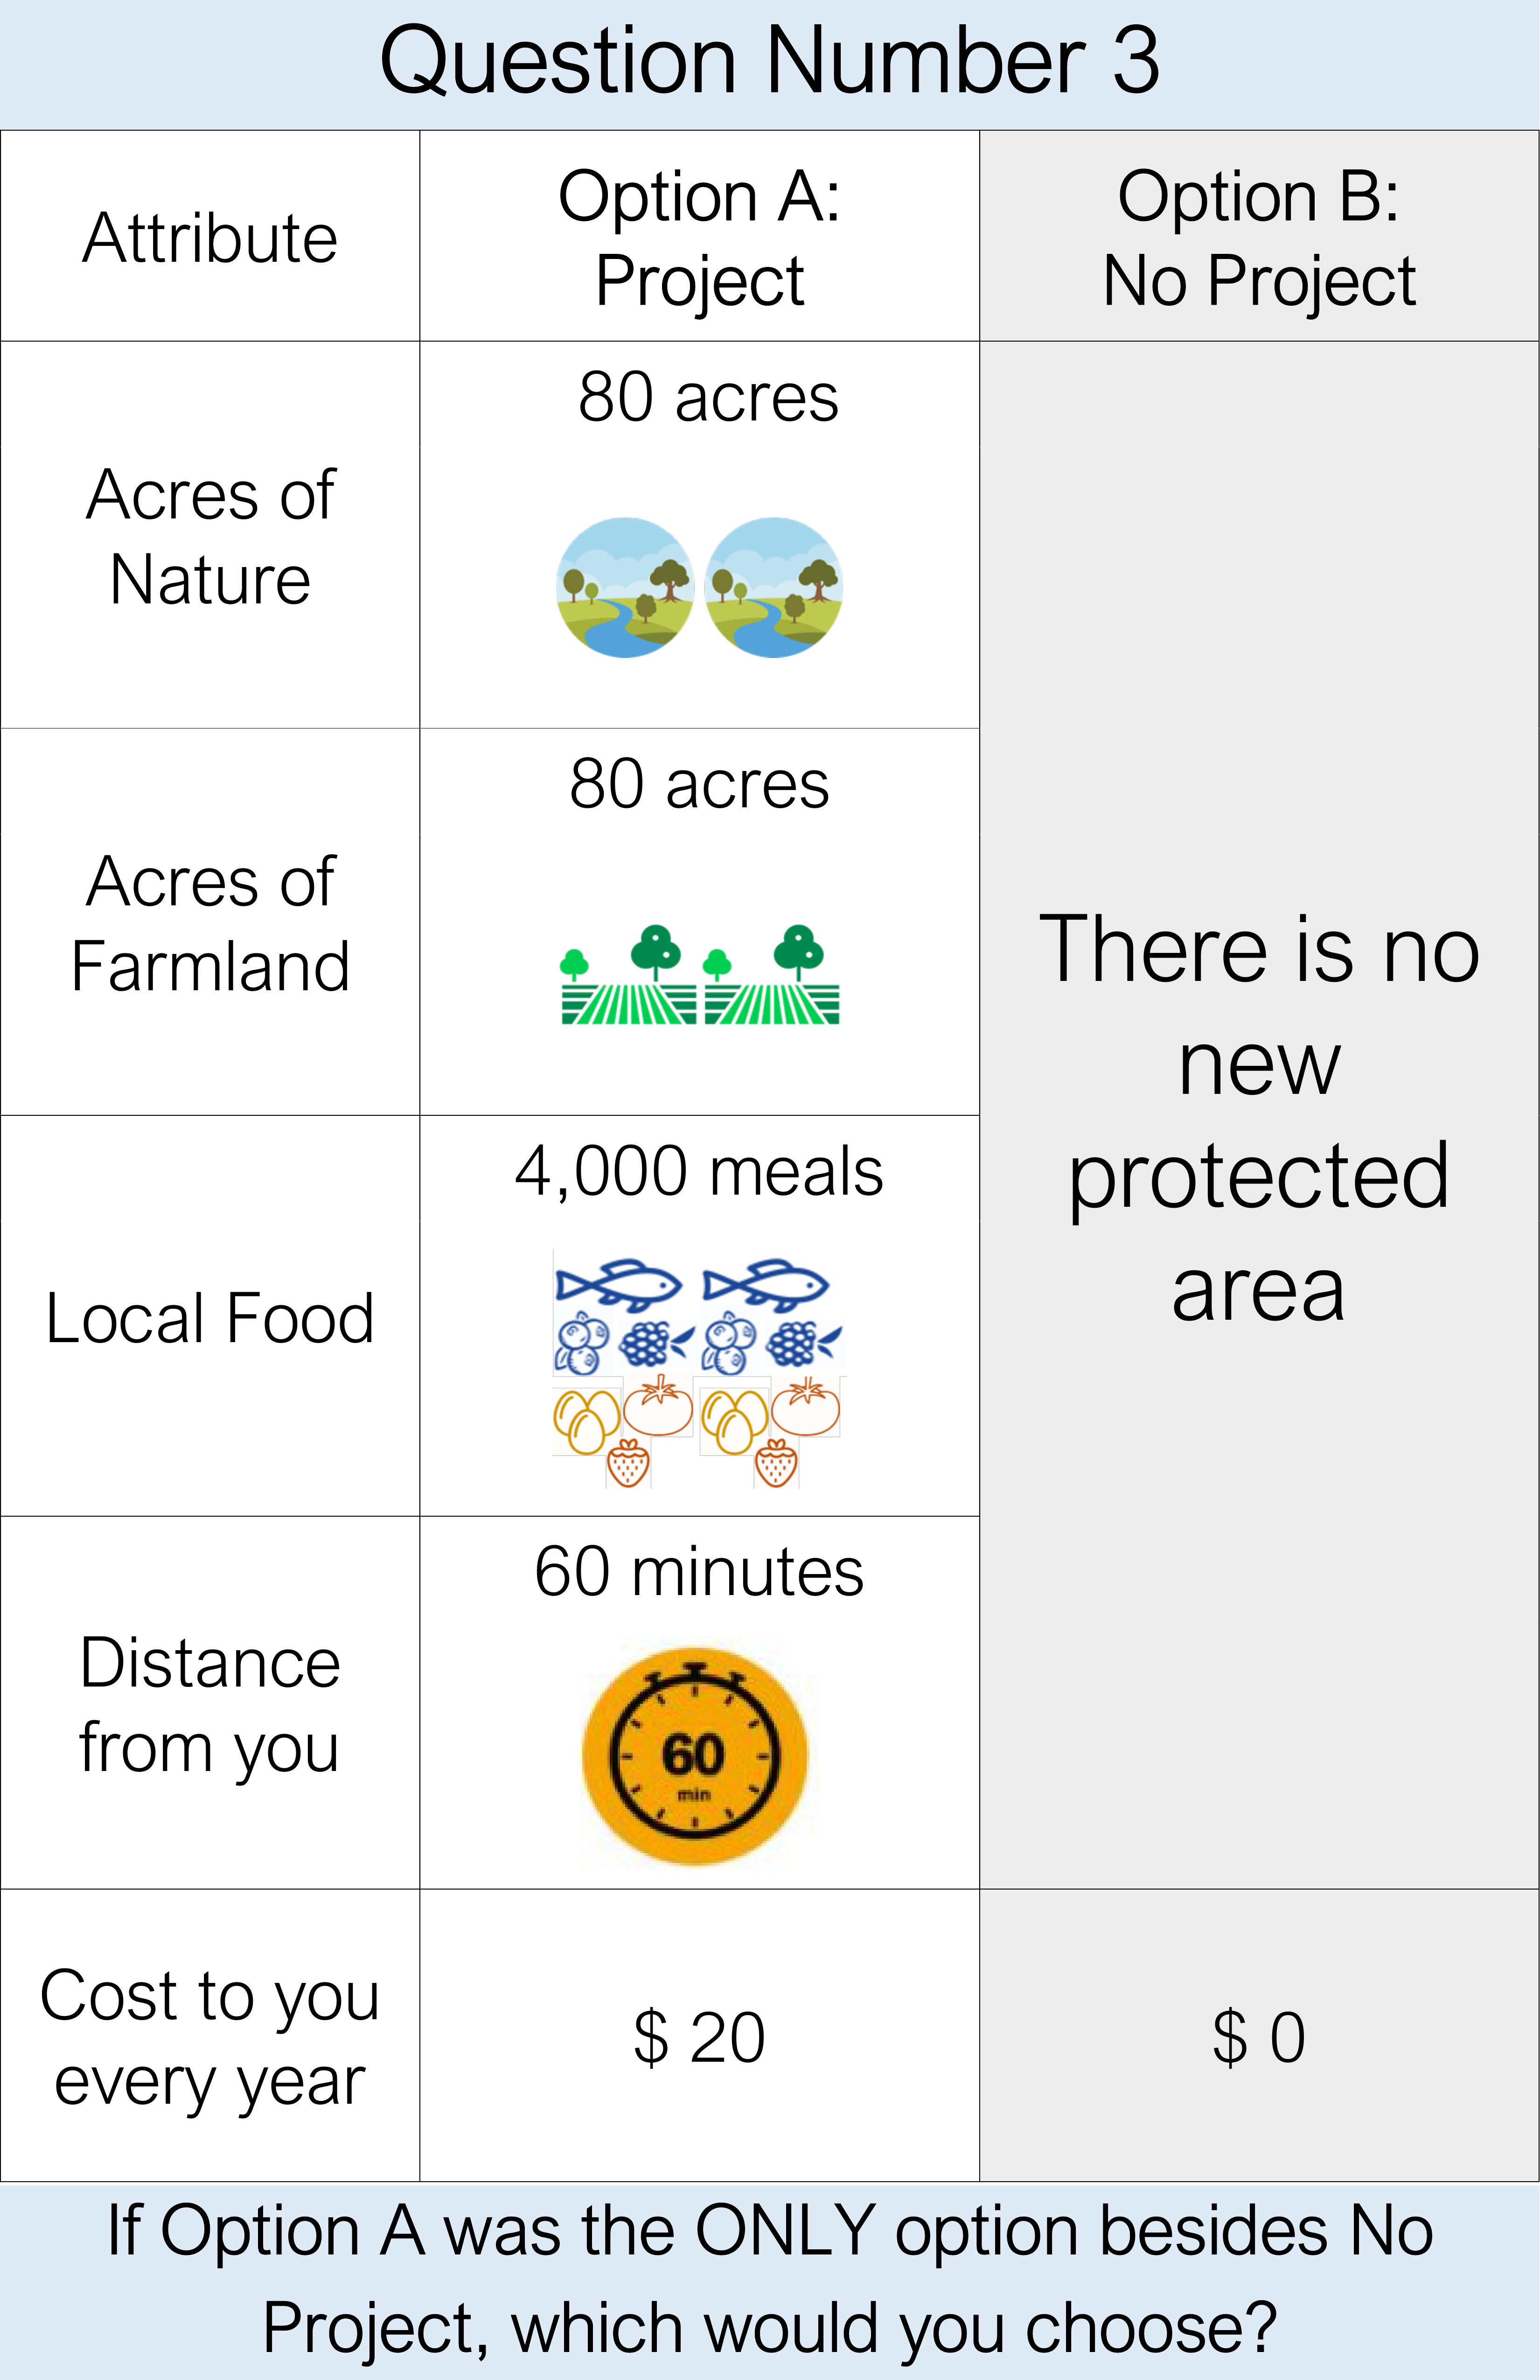 Question Number 3
Attribute
Option A:
Project
Option B:
No Project
Acres of
Nature
80 acres
Acres of
Farmland
80 acres
Local Food
4,000 meals
Distance
from you
60 minutes
60
min
There is no
new
protected
area
Cost to you
every year
$ 20
$ 0
If Option A was the ONLY option besides No
Project, which would you choose?